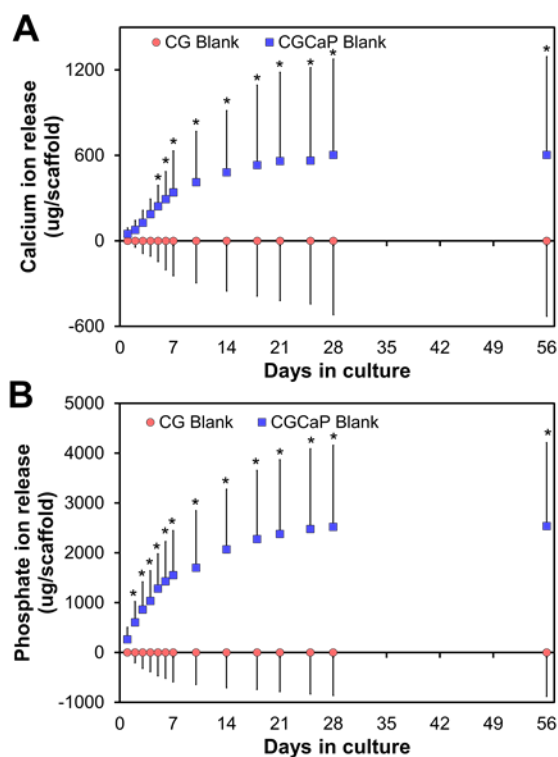 A
CG Blank CGCaP Blank
1200
600
0
-600
Calcium ion release
(ug/scaffold)
* * * * * * * * * *
0 7 14 21 28 35 42 49 56
Days in culture
B
CG Blank CGCaP Blank
5000
4000
3000
2000
1000
0
-1000
Phosphate ion release
(ug/scaffold)
* * * * * * * * * * * * *
0 7 14 21 28 35 42 49 56
Days in culture